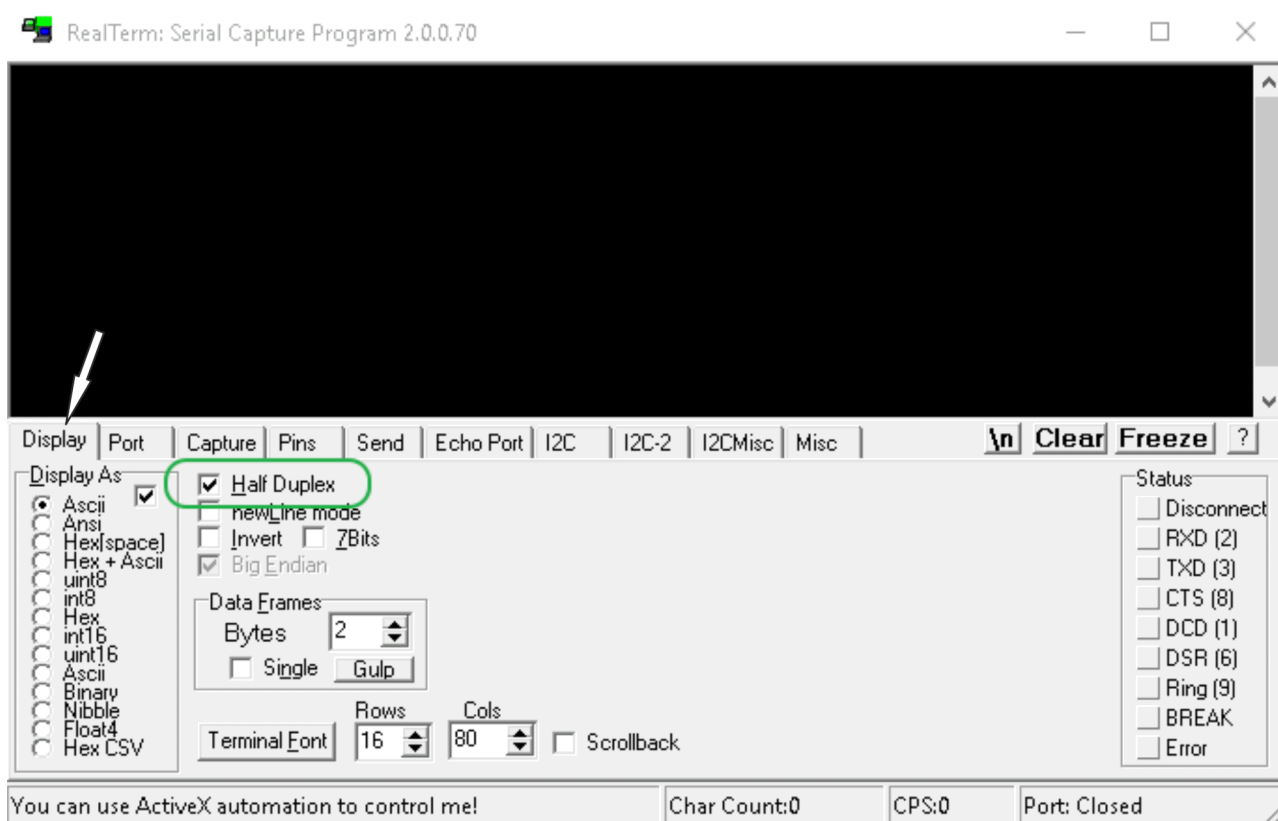 RealTerm: Serial Capture Program 2.0.0.70
Display Port Capture Pins Send Echo Port I2C I2C-2 I2CMisc Misc \n Clear Freeze ?
Display As
Ascii
Ansi
Hex[space]
Hex + Ascii
uint8
int8
Hex
int16
uint16
Ascii
Binary
Nibble
Float4
Hex CSV
Half Duplex
newLine mode
Invert 7Bits
Big Endian
Data Frames
Bytes 2
Single Gulp
Rows Cols
Terminal Font 16 80 Scrollback
Status
Disconnect
RXD (2)
TXD (3)
CTS (8)
DCD (1)
DSR (6)
Ring (9)
BREAK
Error
You can use ActiveX automation to control me! Char Count:0 CPS:0 Port: Closed